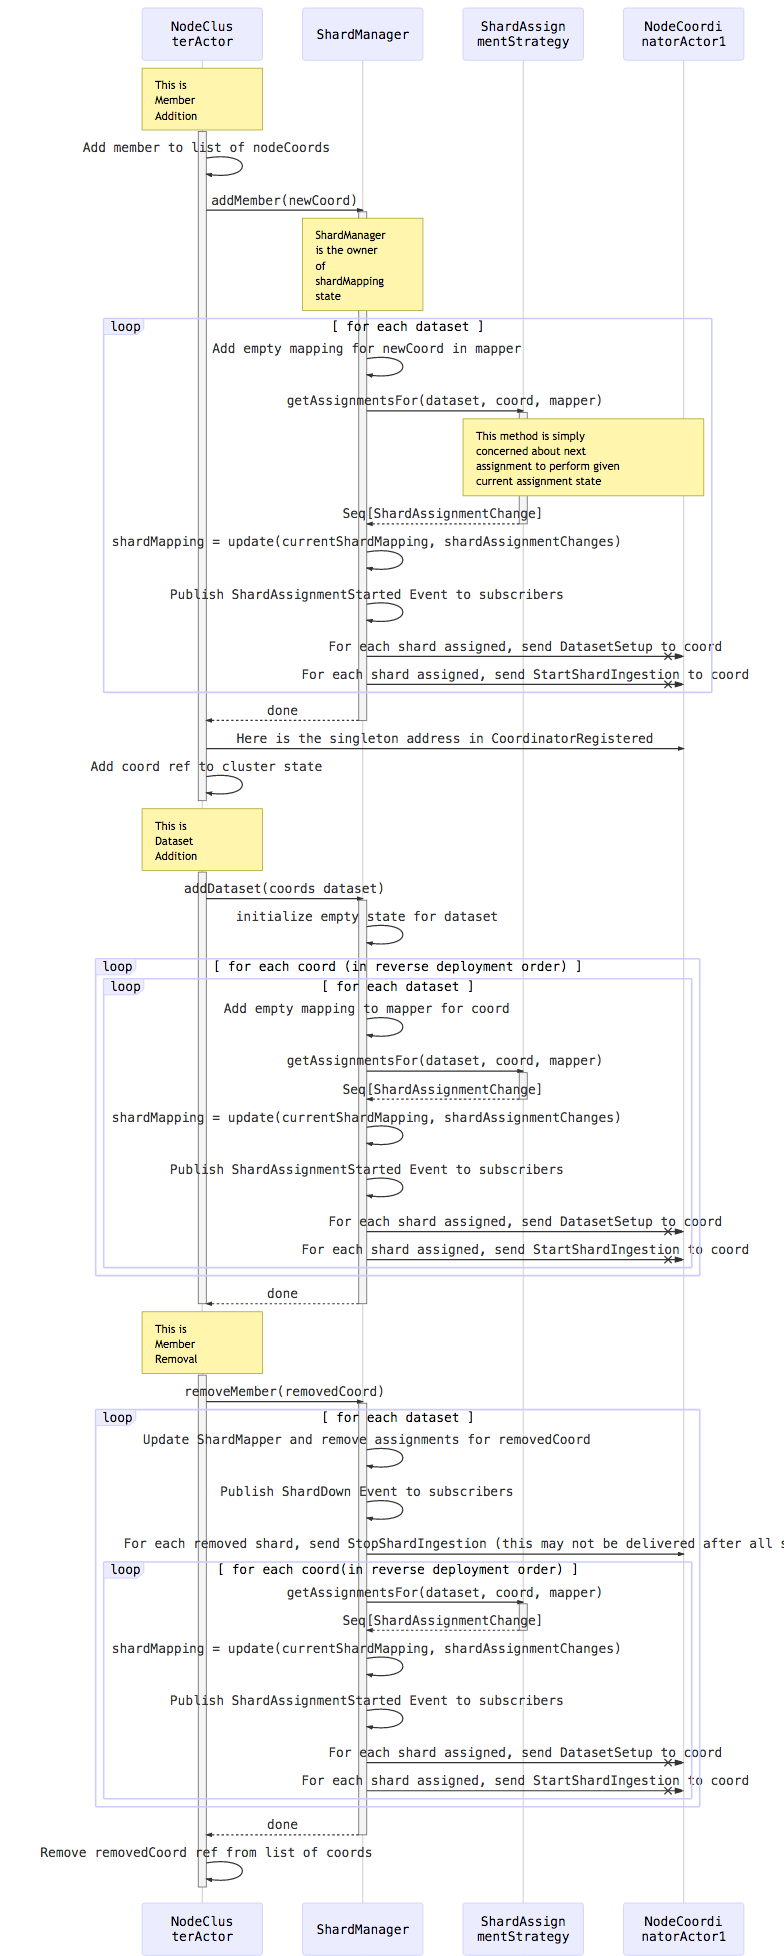 NodeClus
terActor
ShardManager
ShardAssign
mentStrategy
NodeCoordi
natorActor1
This is
Member
Addition
Add member to list of nodeCoords
addMember(newCoord)
ShardManager
is the owner
of
shardMapping
state
loop
[ for each dataset ]
Add empty mapping for newCoord in mapper
getAssignmentsFor(dataset, coord, mapper)
This method is simply
concerned about next
assignment to perform given
current assignment state
Seq[ShardAssignmentChange]
shardMapping = update(currentShardMapping, shardAssignmentChanges)
Publish ShardAssignmentStarted Event to subscribers
For each shard assigned, send DatasetSetup to coord
For each shard assigned, send StartShardIngestion to coord
done
Here is the singleton address in CoordinatorRegistered
Add coord ref to cluster state
This is
Dataset
Addition
addDataset(coords dataset)
initialize empty state for dataset
loop
[ for each coord (in reverse deployment order) ]
loop
[ for each dataset ]
Add empty mapping to mapper for coord
getAssignmentsFor(dataset, coord, mapper)
Seq[ShardAssignmentChange]
shardMapping = update(currentShardMapping, shardAssignmentChanges)
Publish ShardAssignmentStarted Event to subscribers
For each shard assigned, send DatasetSetup to coord
For each shard assigned, send StartShardIngestion to coord
done
This is
Member
Removal
removeMember(removedCoord)
loop
[ for each dataset ]
Update ShardMapper and remove assignments for removedCoord
Publish ShardDown Event to subscribers
For each removed shard, send StopShardIngestion (this may not be delivered after all s
loop
[ for each coord(in reverse deployment order) ]
getAssignmentsFor(dataset, coord, mapper)
Seq[ShardAssignmentChange]
shardMapping = update(currentShardMapping, shardAssignmentChanges)
Publish ShardAssignmentStarted Event to subscribers
For each shard assigned, send DatasetSetup to coord
For each shard assigned, send StartShardIngestion to coord
done
Remove removedCoord ref from list of coords
NodeClus
terActor
ShardManager
ShardAssign
mentStrategy
NodeCoordi
natorActor1